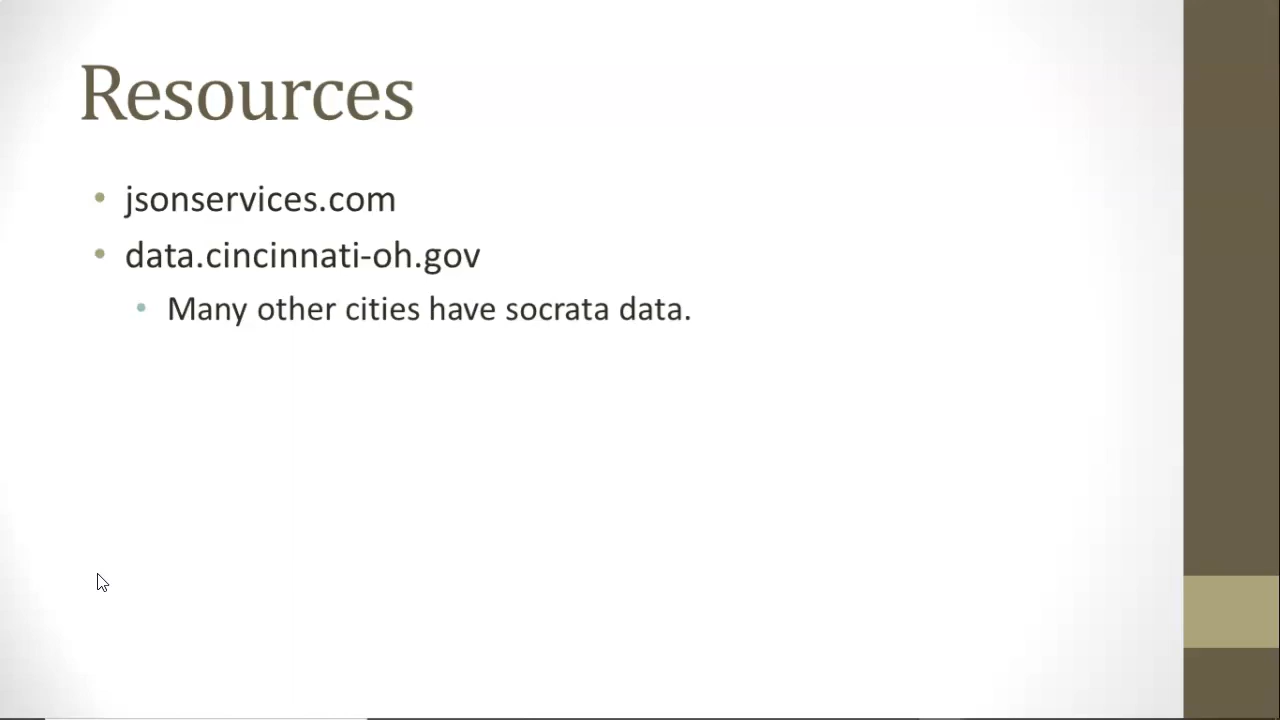 Resources
• jsonservices.com
• data.cincinnati-oh.gov
• Many other cities have socrata data.